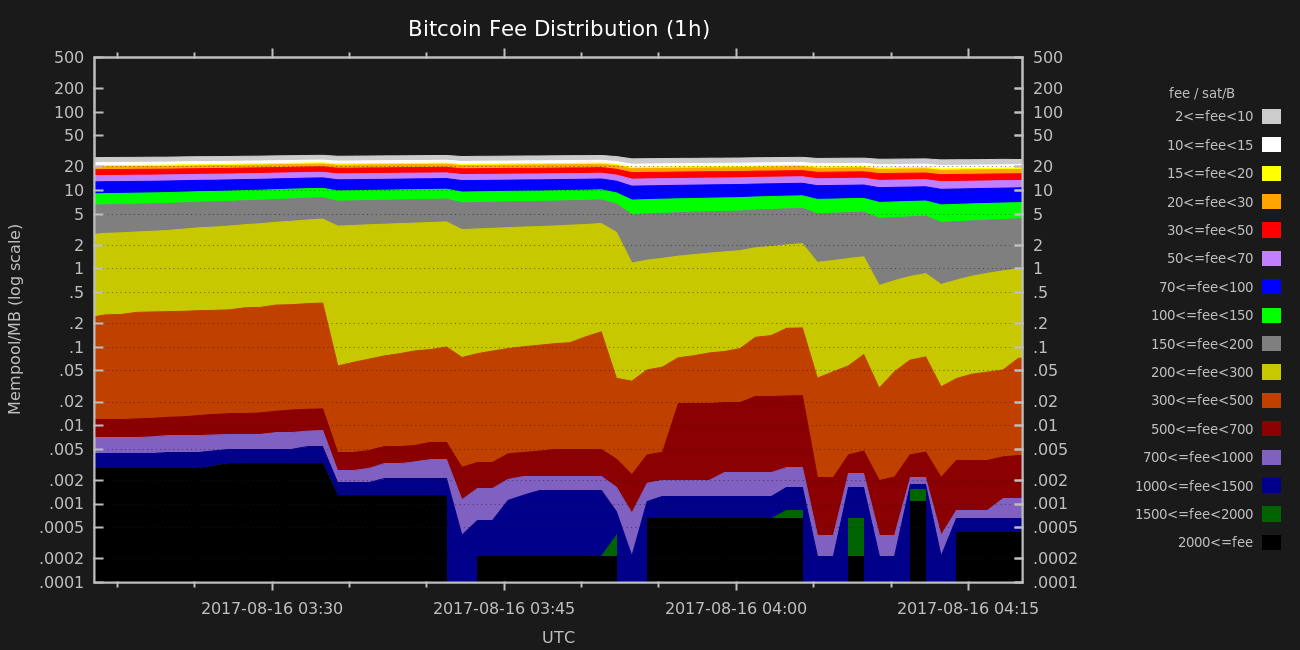 Bitcoin Fee Distribution (1h)
Mempool/MB (log scale)
500
200
100
50
20
10
5
2
1
.5
.2
.1
.05
.02
.01
.005
.002
.001
.0005
.0002
.0001
500
200
100
50
20
10
5
2
1
.5
.2
.1
.05
.02
.01
.005
.002
.001
.0005
.0002
.0001
2017-08-16 03:30 2017-08-16 03:45 2017-08-16 04:00 2017-08-16 04:15
UTC
fee / sat/B
2<=fee<10
10<=fee<15
15<=fee<20
20<=fee<30
30<=fee<50
50<=fee<70
70<=fee<100
100<=fee<150
150<=fee<200
200<=fee<300
300<=fee<500
500<=fee<700
700<=fee<1000
1000<=fee<1500
1500<=fee<2000
2000<=fee